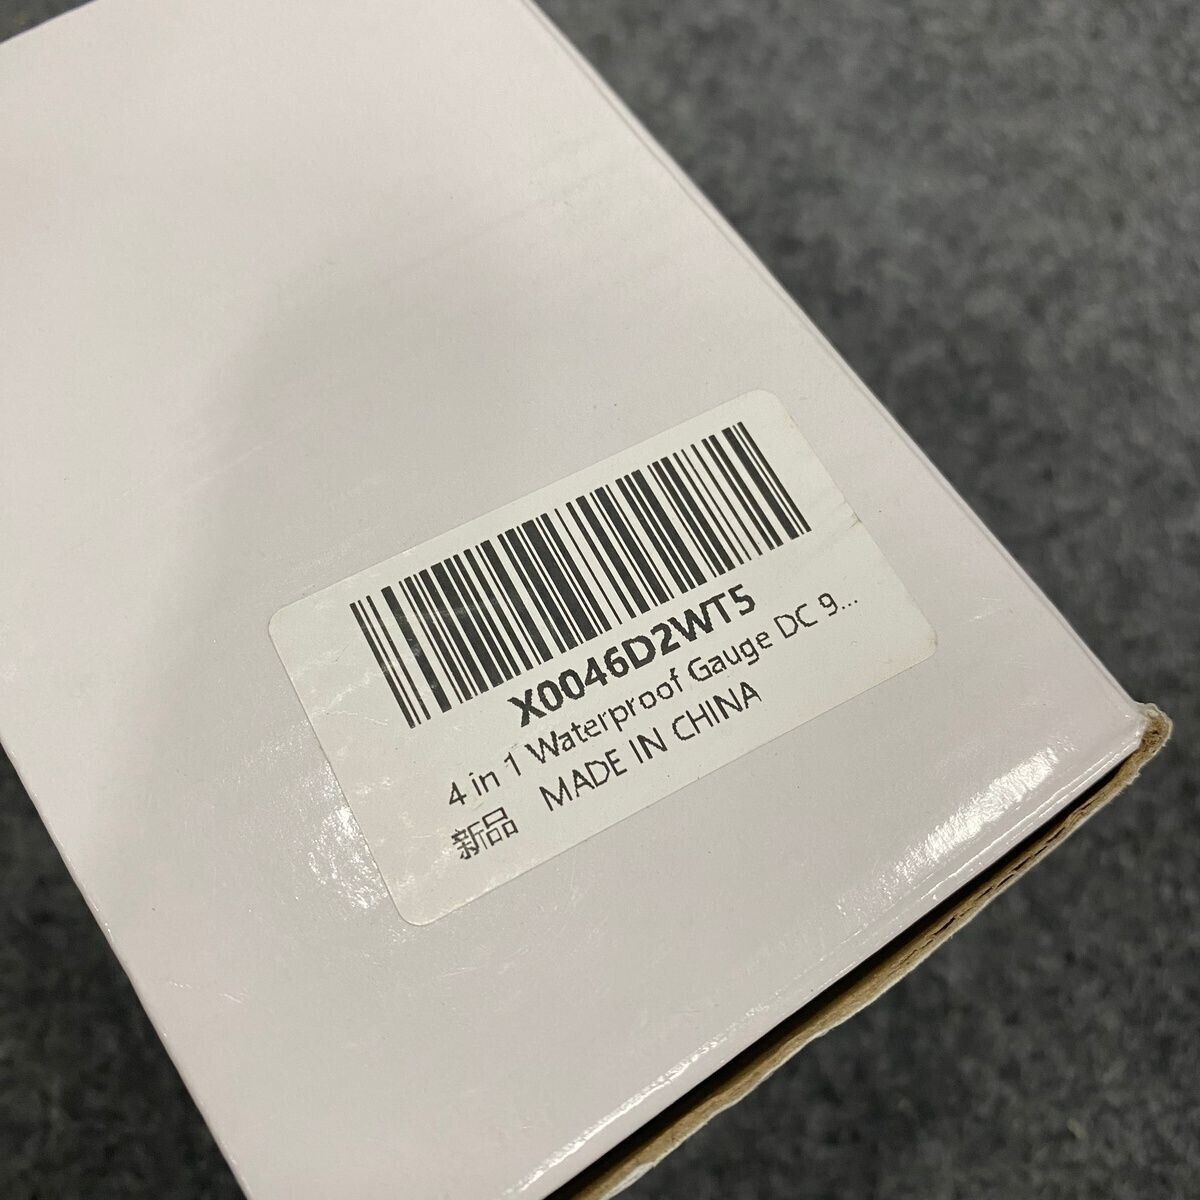 X0046D2WT5
4 in 1 Waterproof Gauge DC 9...
新品 MADE IN CHINA